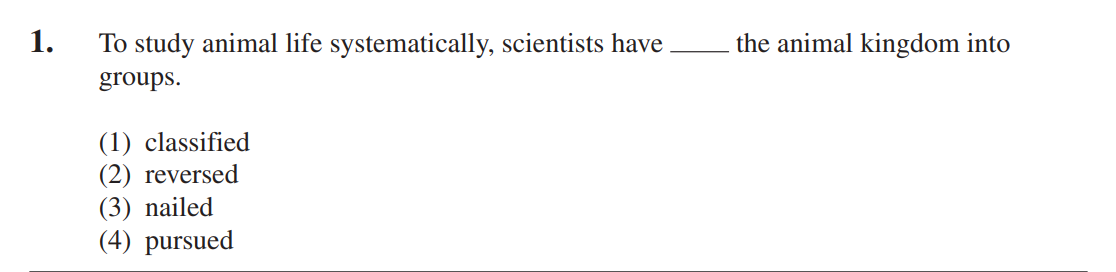 1. To study animal life systematically, scientists have _____ the animal kingdom into
groups.
(1) classified
(2) reversed
(3) nailed
(4) pursued